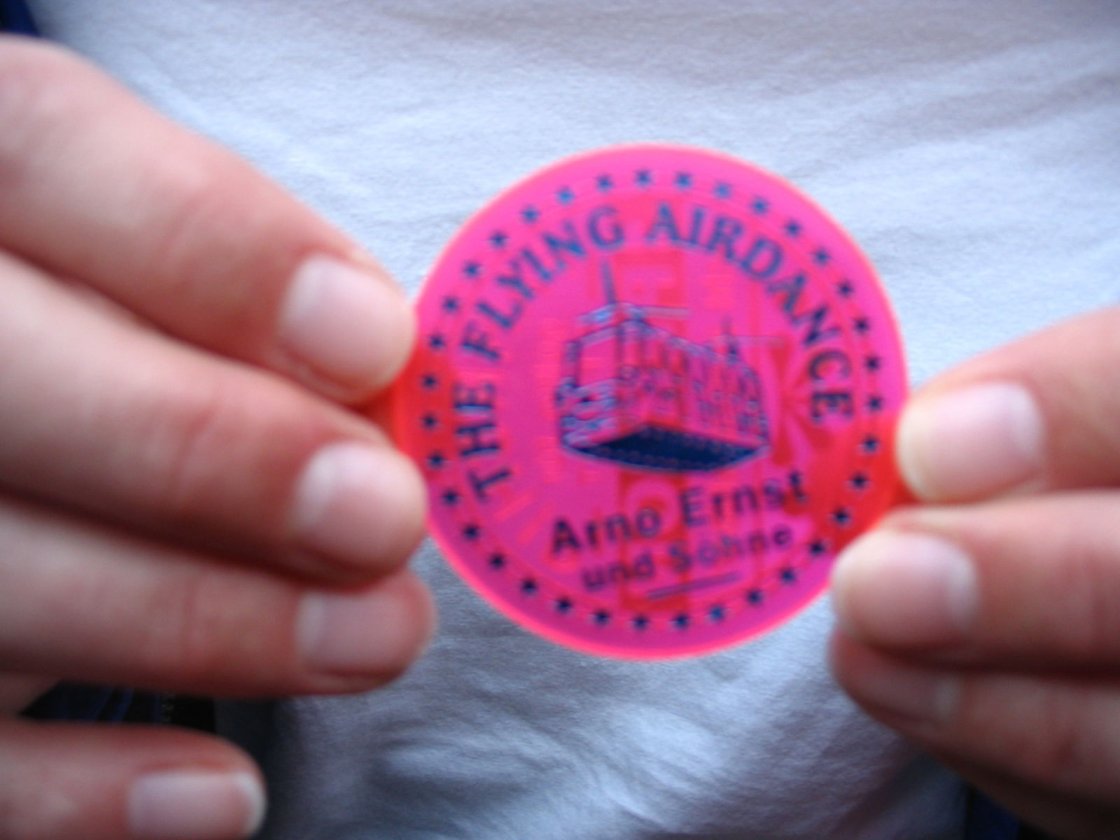 THE FLYING AIRDANCE
Arno Ernst
und Söhne